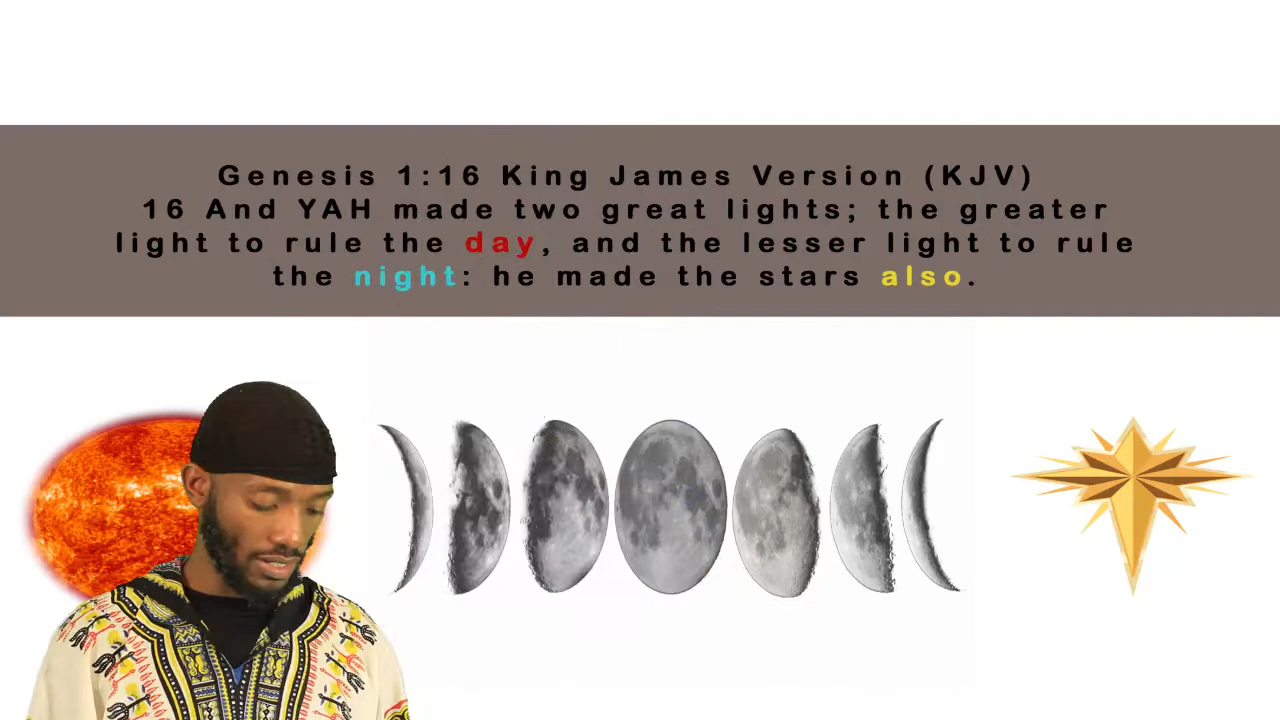 Genesis 1:16 King James Version (KJV)
16 And YAH made two great lights; the greater
light to rule the day, and the lesser light to rule
the night: he made the stars also.